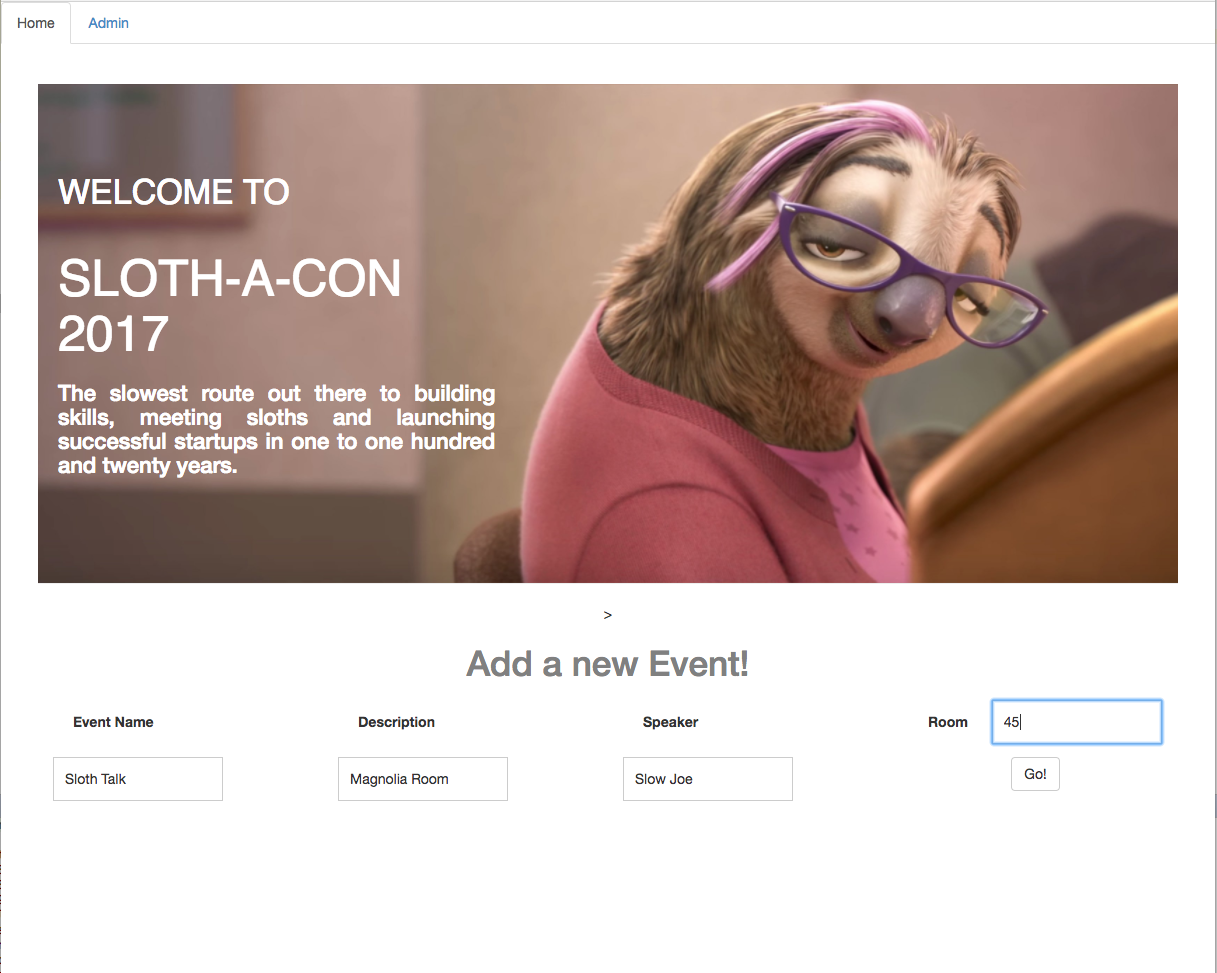 Home Admin
WELCOME TO
SLOTH-A-CON
2017
The slowest route out there to building
skills, meeting sloths and launching
successful startups in one to one hundred
and twenty years.
>
Add a new Event!
Event Name Description Speaker Room 45
Sloth Talk Magnolia Room Slow Joe Go!